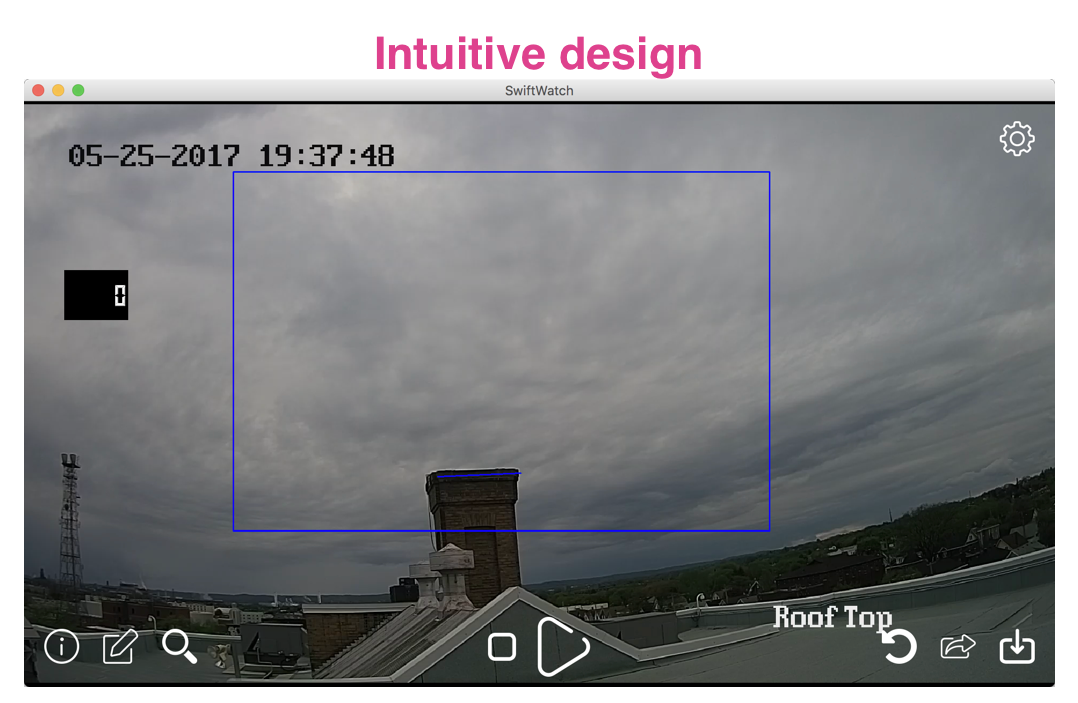 Intuitive design
SwiftWatch
05-25-2017 19:37:48
0
Roof Top